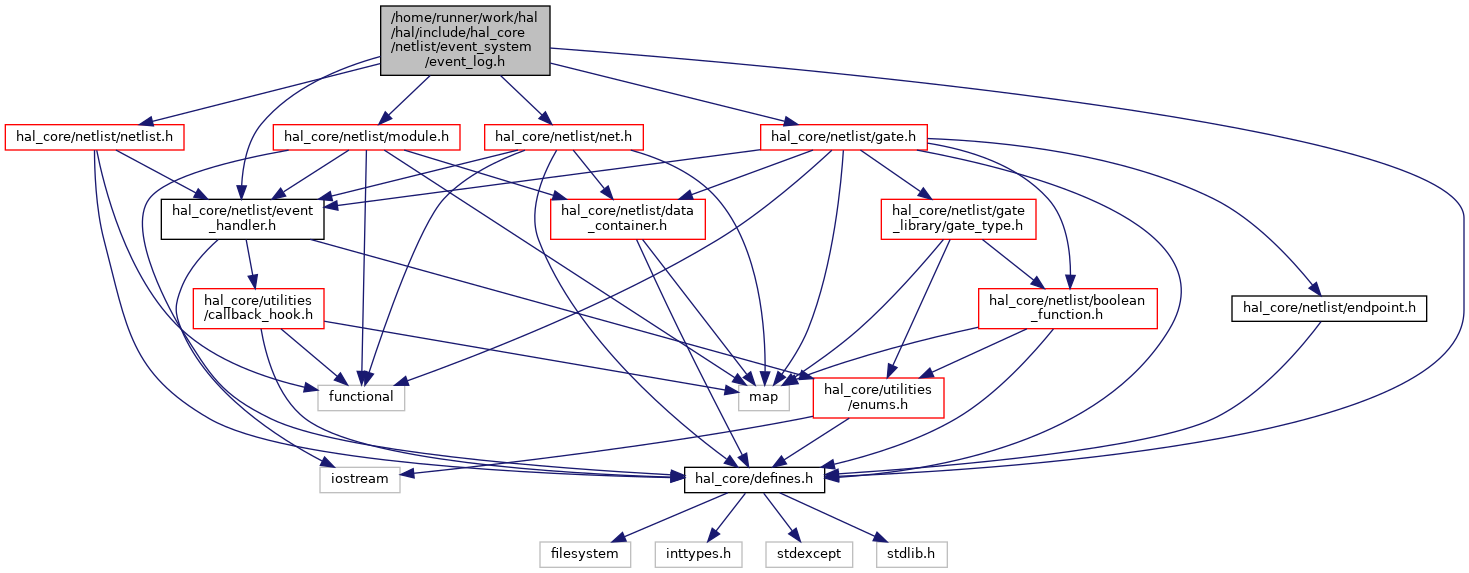 /home/runner/work/hal
/hal/include/hal_core
/netlist/event_system
/event_log.h
hal_core/netlist/netlist.h
hal_core/netlist/module.h
hal_core/netlist/net.h
hal_core/netlist/gate.h
hal_core/netlist/event
_handler.h
hal_core/netlist/data
_container.h
hal_core/netlist/gate
_library/gate_type.h
hal_core/utilities
/callback_hook.h
hal_core/netlist/boolean
_function.h
hal_core/netlist/endpoint.h
functional
map
hal_core/utilities
/enums.h
iostream
hal_core/defines.h
filesystem
inttypes.h
stdexcept
stdlib.h